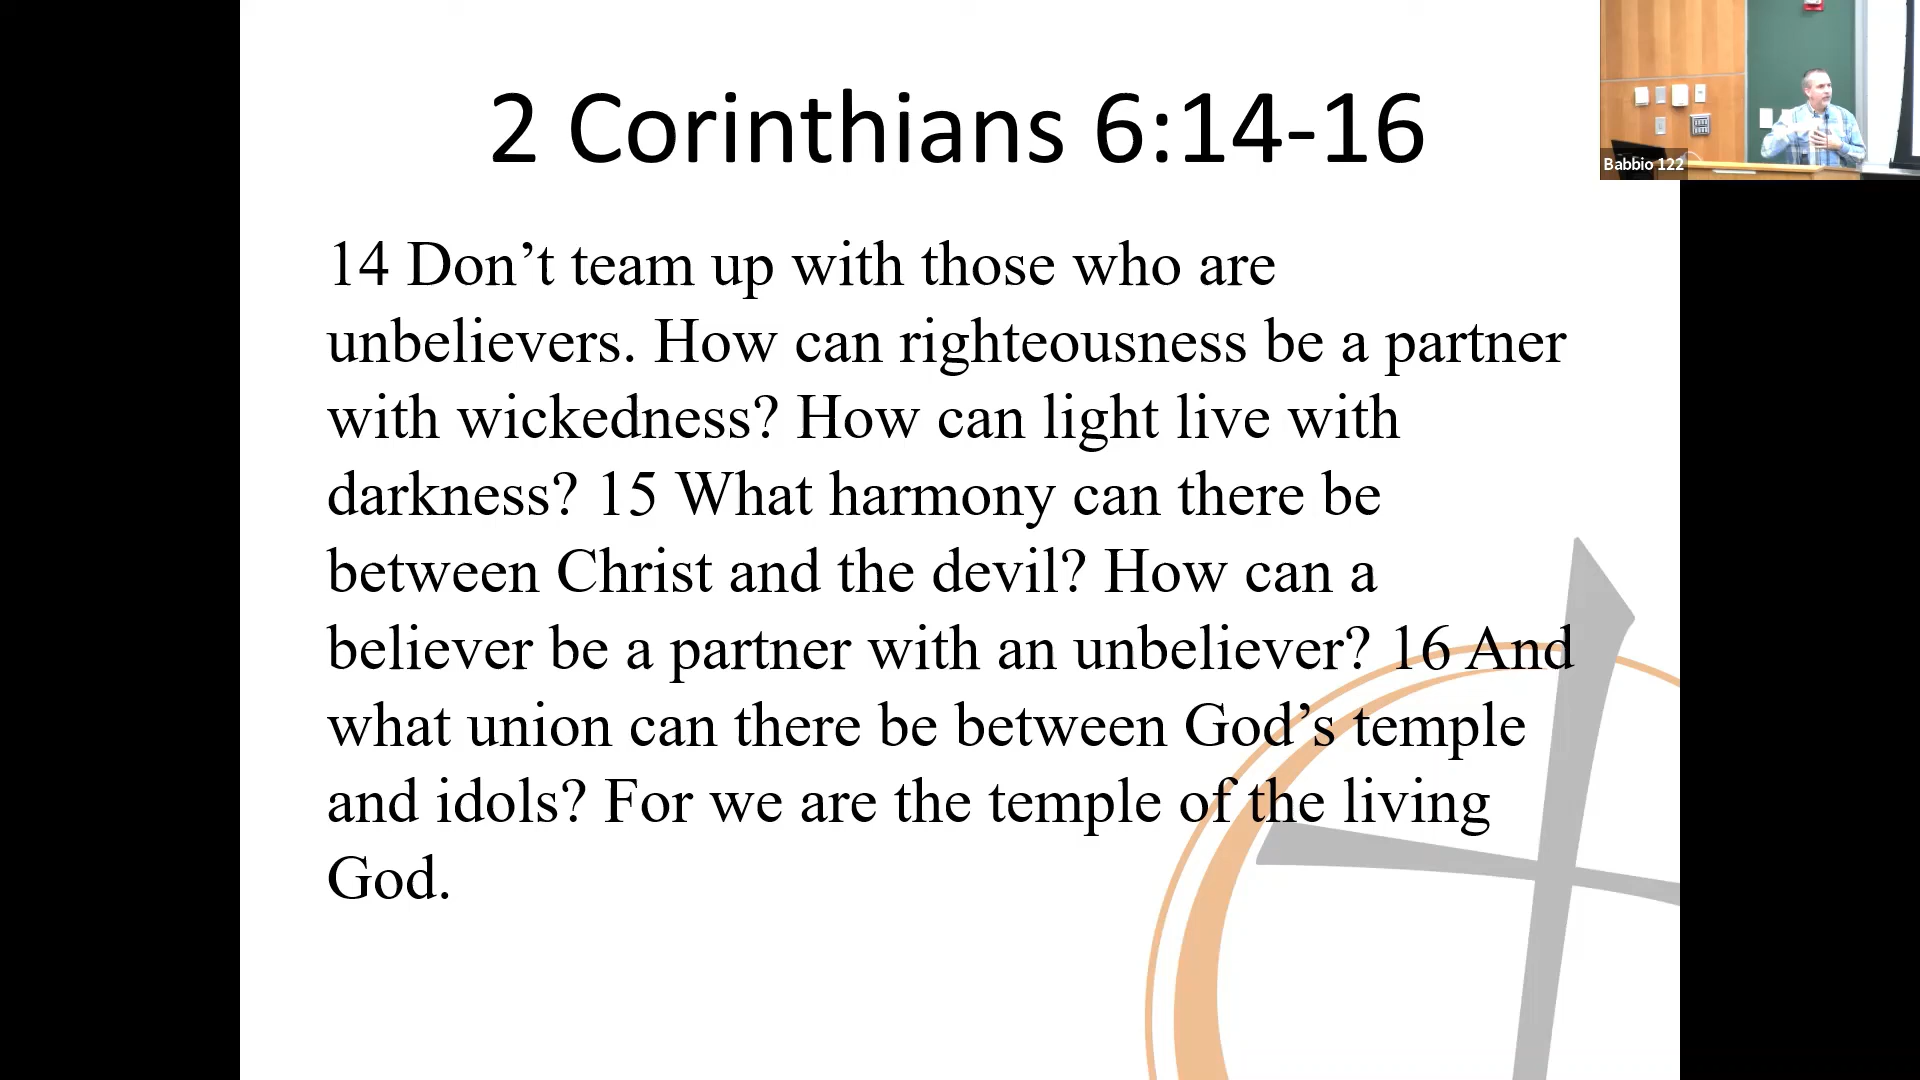 2 Corinthians 6:14-16
Babbio 122
14 Don’t team up with those who are
unbelievers. How can righteousness be a partner
with wickedness? How can light live with
darkness? 15 What harmony can there be
between Christ and the devil? How can a
believer be a partner with an unbeliever? 16 And
what union can there be between God’s temple
and idols? For we are the temple of the living
God.